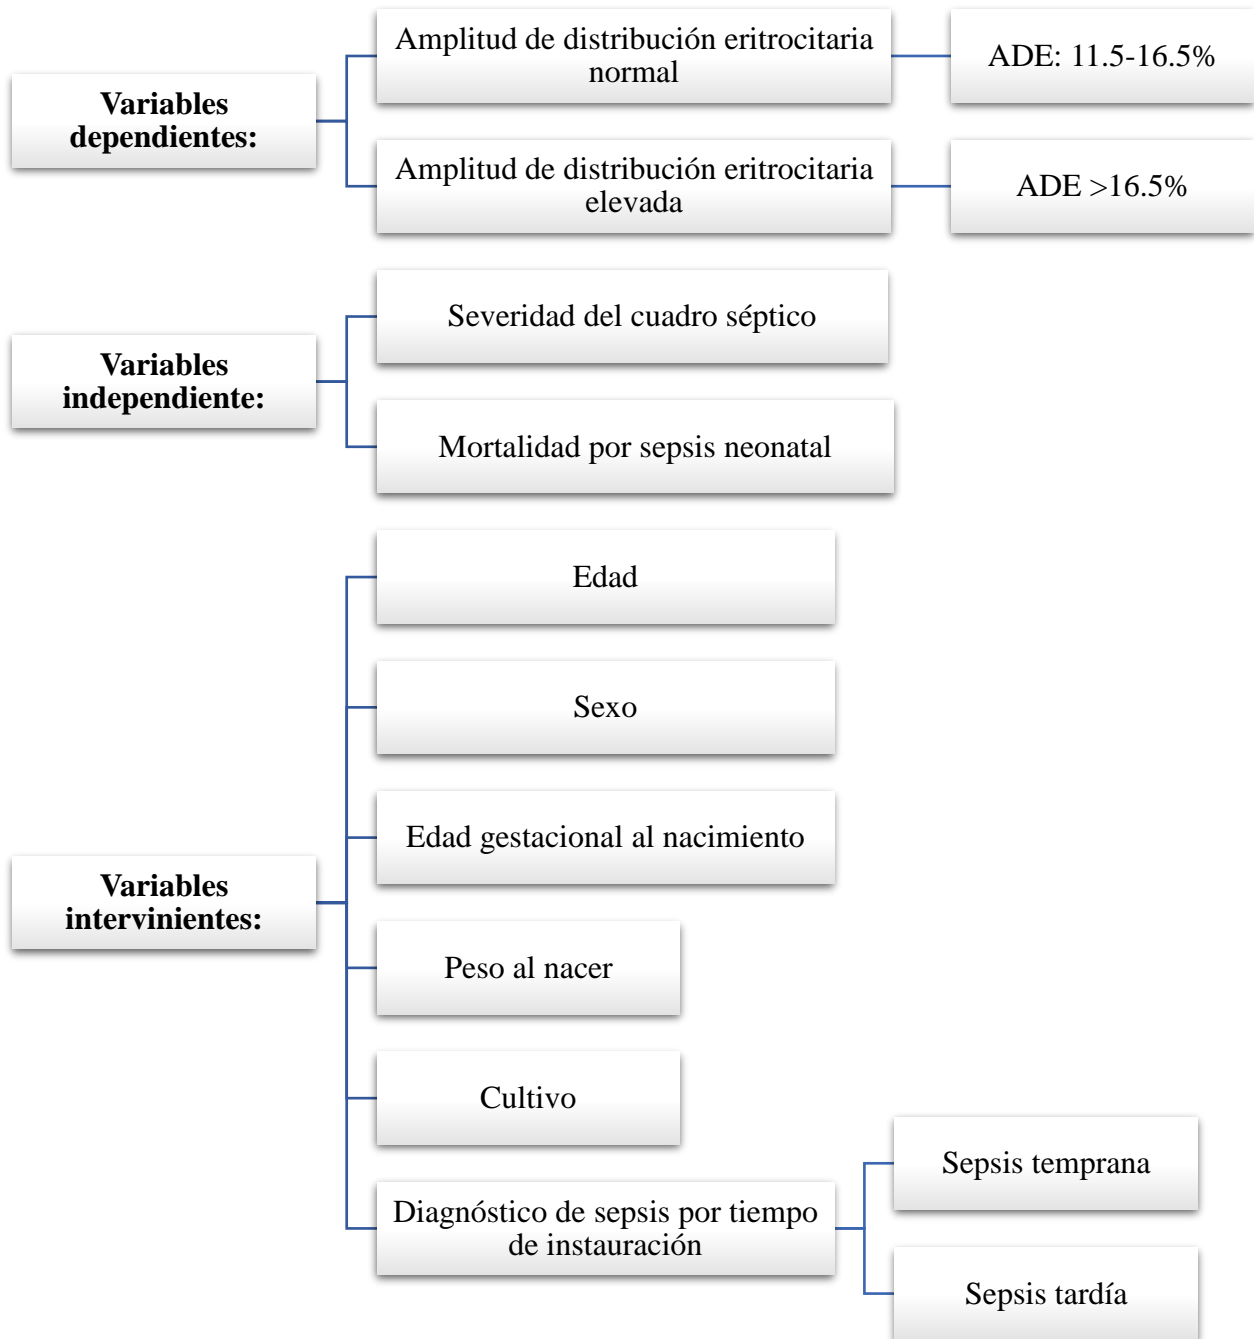 Variables
dependientes:
Amplitud de distribución eritrocitaria
normal
ADE: 11.5-16.5%
Amplitud de distribución eritrocitaria
elevada
ADE >16.5%
Variables
independiente:
Severidad del cuadro séptico
Mortalidad por sepsis neonatal
Variables
intervinientes:
Edad
Sexo
Edad gestacional al nacimiento
Peso al nacer
Cultivo
Diagnóstico de sepsis por tiempo
de instauración
Sepsis temprana
Sepsis tardía